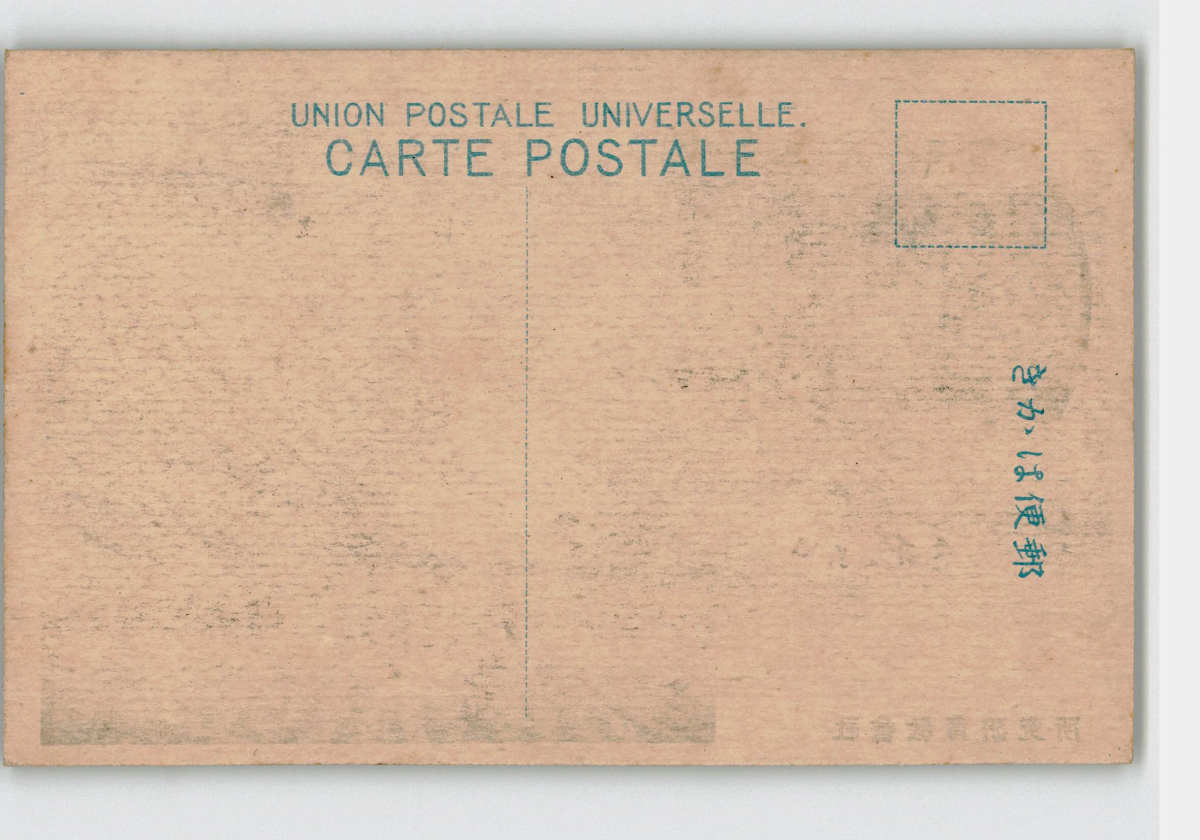 UNION POSTALE UNIVERSELLE.
CARTE POSTALE
郵便はかき